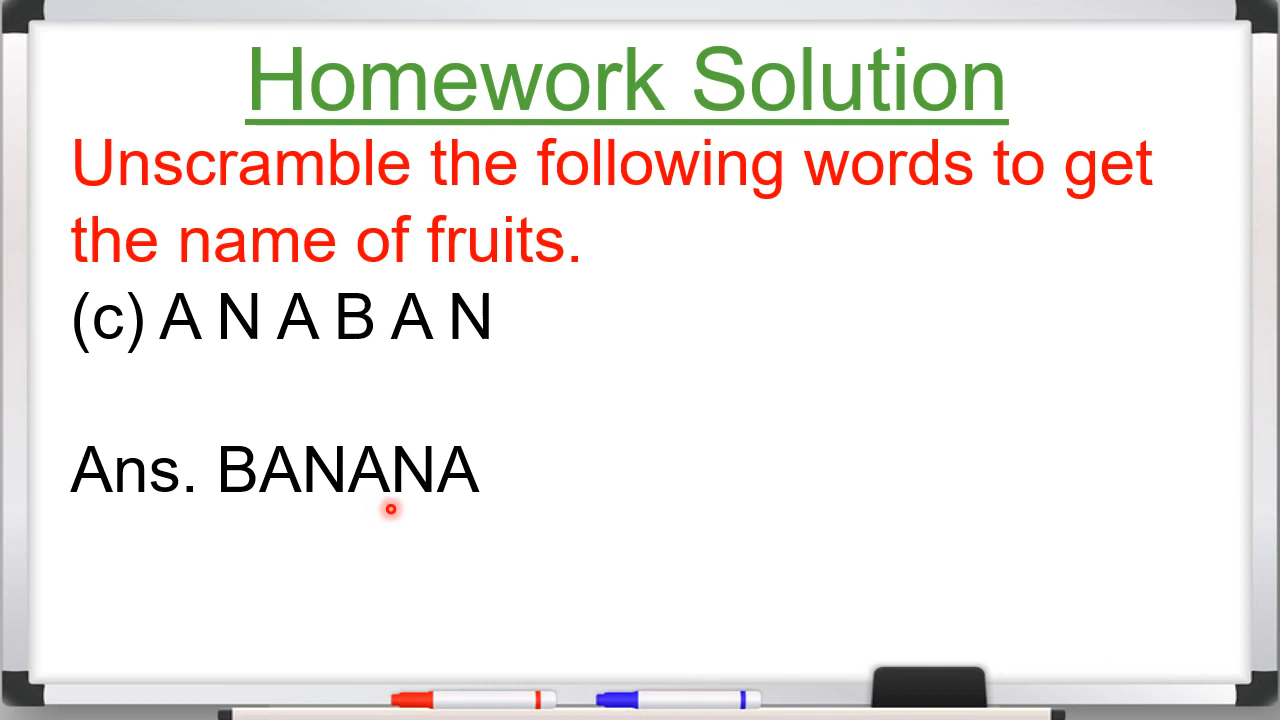 Homework Solution
Unscramble the following words to get
the name of fruits.
(c) A N A B A N
Ans. BANANA